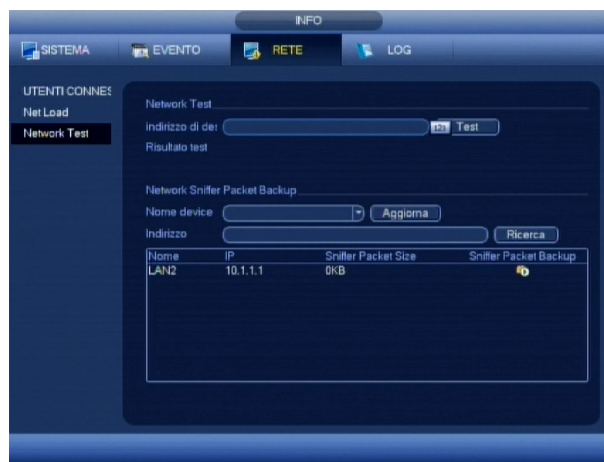 INFO
SISTEMA EVENTO RETE LOG
UTENTI CONNES
Net Load
Network Test
Network Test
indirizzo di de: 123 Test
Risultato test
Network Sniffer Packet Backup
Nome device Aggiorna
Indirizzo Ricerca
Nome IP Sniffer Packet Size Sniffer Packet Backup
LAN2 10.1.1.1 0KB